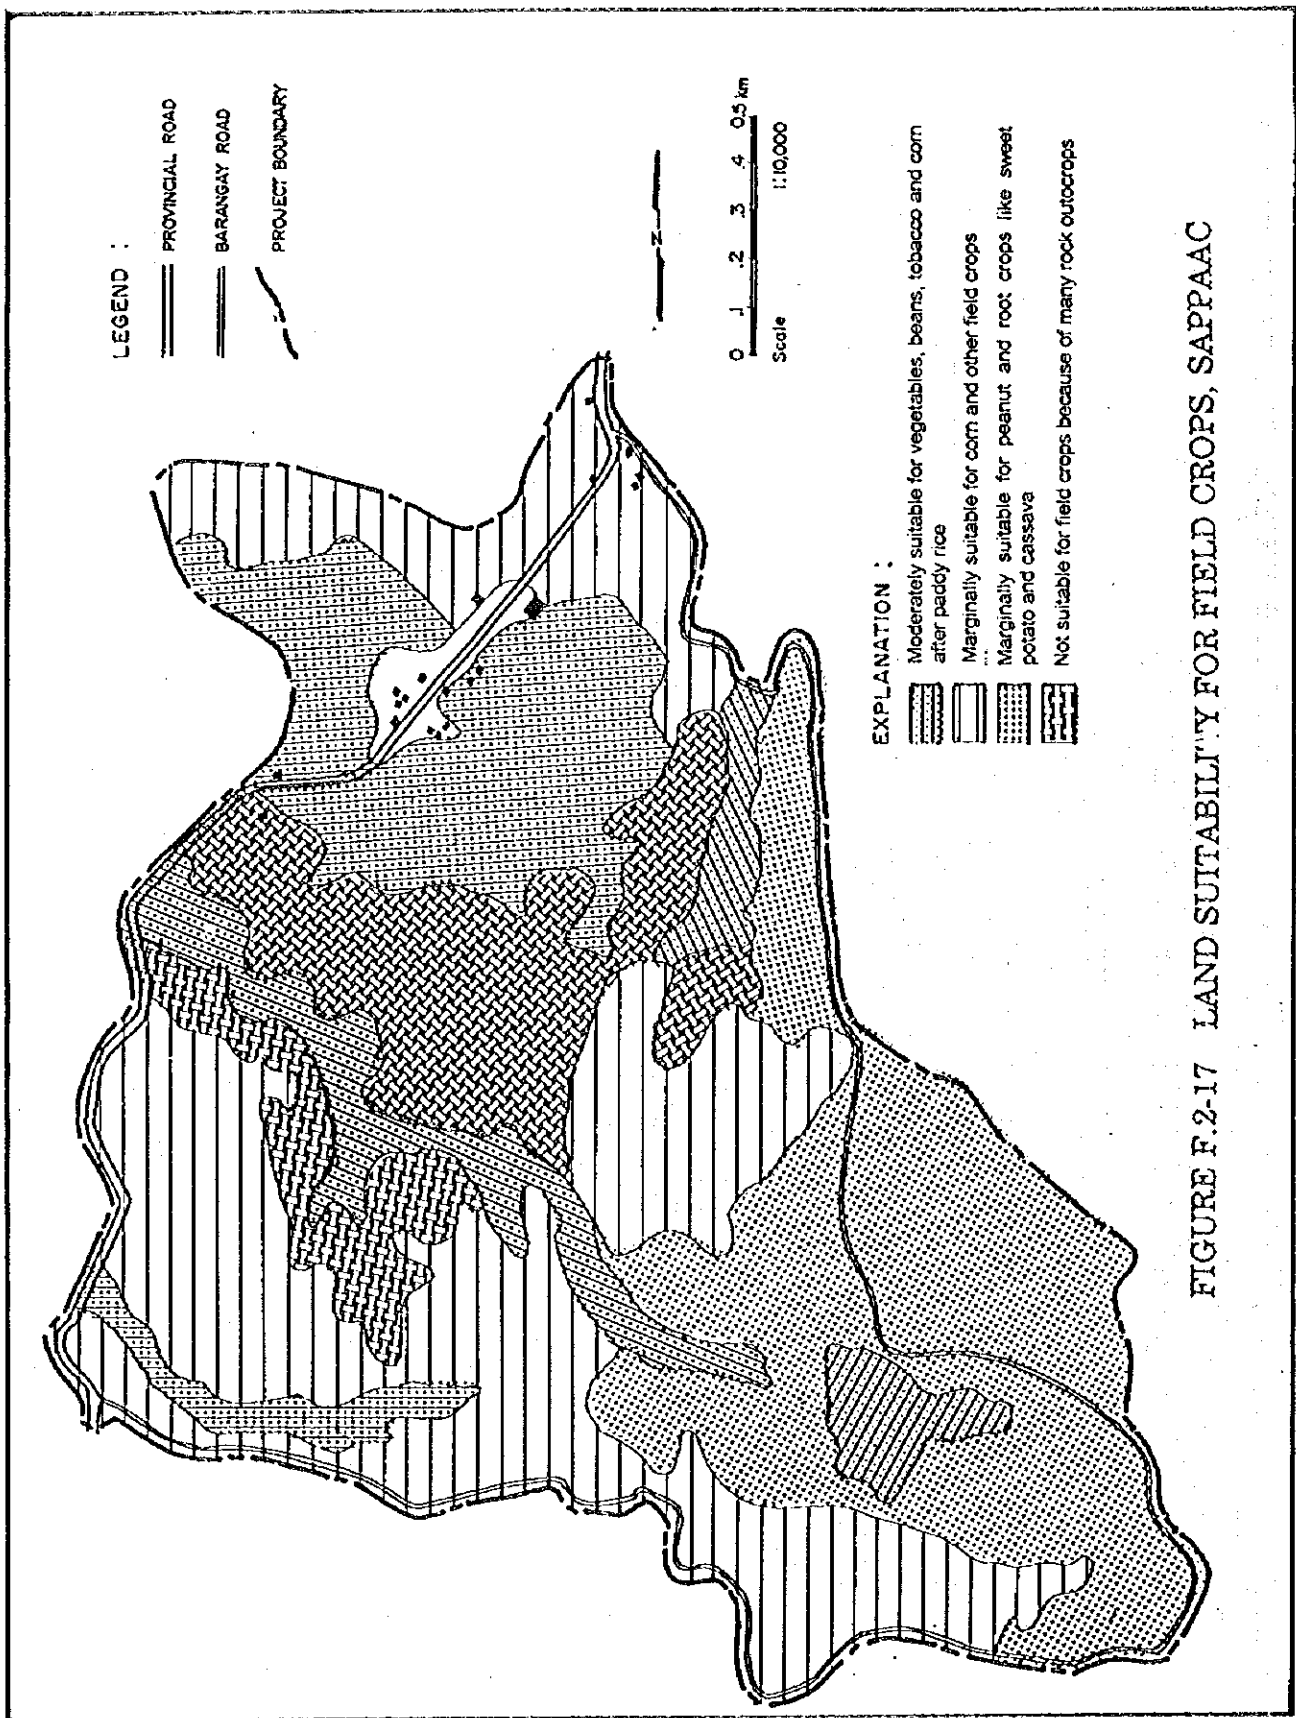 LEGEND :
PROVINCIAL ROAD
BARANGAY ROAD
PROJECT BOUNDARY
N
0 .1 .2 .3 .4 0.5 km
Scale 1:10,000
EXPLANATION :
Moderately suitable for vegetables, beans, tobacco and corn
after paddy rice
Marginally suitable for corn and other field crops
Marginally suitable for peanut and root crops like sweet
potato and cassava
Not suitable for field crops because of many rock outocrops
FIGURE F.2-17 LAND SUITABILITY FOR FIELD CROPS, SAPPAAC